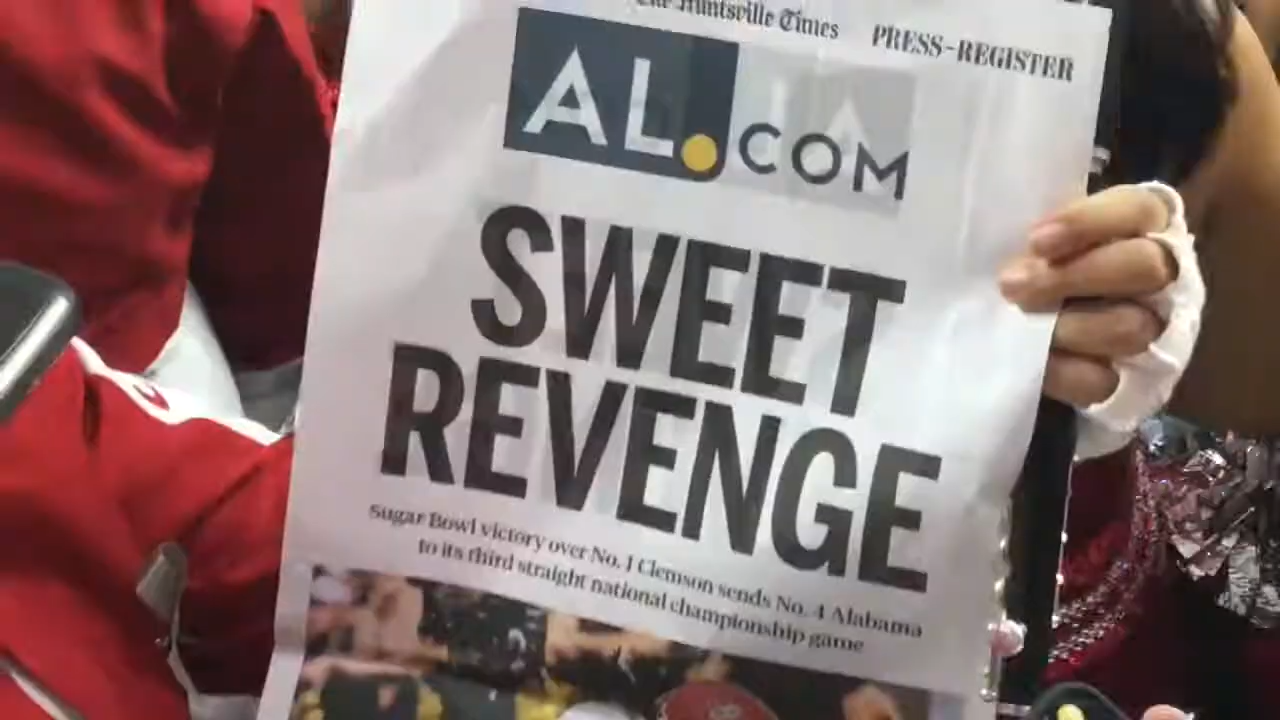 The Huntsville Times PRESS-REGISTER
AL.COM
SWEET
REVENGE
Sugar Bowl victory over No. 1 Clemson sends No. 4 Alabama
to its third straight national championship game